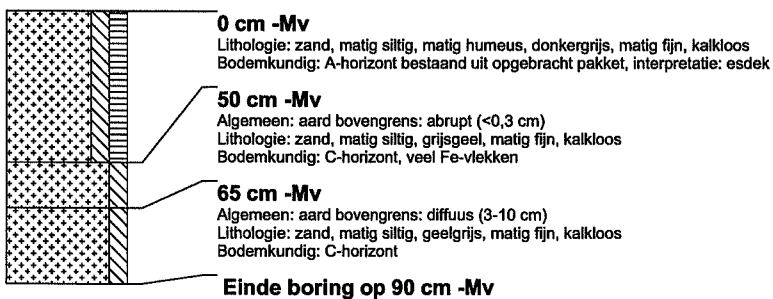 0 cm -Mv
Lithologie: zand, matig siltig, matig humeus, donkergrijs, matig fijn, kalkloos
Bodemkundig: A-horizont bestaand uit opgebracht pakket, interpretatie: esdek
50 cm -Mv
Algemeen: aard bovengrens: abrupt (<0,3 cm)
Lithologie: zand, matig siltig, grijsgeel, matig fijn, kalkloos
Bodemkundig: C-horizont, veel Fe-vlekken
65 cm -Mv
Algemeen: aard bovengrens: diffuus (3-10 cm)
Lithologie: zand, matig siltig, geelgrijs, matig fijn, kalkloos
Bodemkundig: C-horizont
Einde boring op 90 cm -Mv